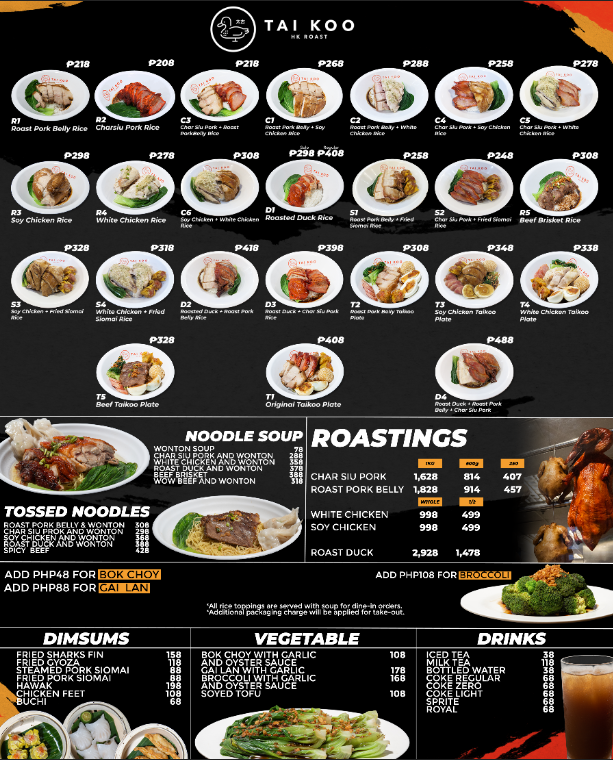 TAI KOO
HK ROAST
₱218
R1
Roast Pork Belly Rice
₱208
R2
Charsiu Pork Rice
₱218
C3
Char Siu Pork + Roast
PorkBelly Rice
₱268
C1
Roast Pork Belly + Soy
Chicken Rice
₱288
C2
Roast Pork Belly + White
Chicken Rice
₱258
C4
Char Siu Pork + Soy Chicken
Rice
₱278
C5
Char Siu Pork + White
Chicken Rice
₱298
R3
Soy Chicken Rice
₱278
R4
White Chicken Rice
₱308
C6
Soy Chicken + White Chicken
Rice
Solo Regular
₱298 ₱408
D1
Roasted Duck Rice
₱258
S1
Roast Pork Belly + Fried
Siomai Rice
₱248
S2
Char Siu Pork + Fried Siomai
Rice
₱308
R5
Beef Brisket Rice
₱328
S3
Soy Chicken + Fried Siomai
Rice
₱318
S4
White Chicken + Fried
Siomai Rice
₱418
D2
Roasted Duck + Roast Pork
Belly Rice
₱398
D3
Roast Duck + Char Siu Pork
Rice
₱308
T2
Roast Pork Belly Taikoo
Plate
₱348
T3
Soy Chicken Taikoo
Plate
₱338
T4
White Chicken Taikoo
Plate
₱328
T5
Beef Taikoo Plate
₱408
T1
Original Taikoo Plate
₱488
D4
Roast Duck + Roast Pork
Belly + Char Siu Pork
NOODLE SOUP
WONTON SOUP 78
CHAR SIU PORK AND WONTON 288
WHITE CHICKEN AND WONTON 358
ROAST DUCK AND WONTON 378
BEEF BRISKET 388
WOW BEEF AND WONTON 318
TOSSED NOODLES
ROAST PORK BELLY & WONTON 308
CHAR SIU PROK AND WONTON 298
SOY CHICKEN AND WONTON 368
ROAST DUCK AND WONTON 388
SPICY BEEF 428
ROASTINGS
1KG 500g 250
CHAR SIU PORK 1,628 814 407
ROAST PORK BELLY 1,828 914 457
WHOLE 1/2
WHITE CHICKEN 998 499
SOY CHICKEN 998 499
ROAST DUCK 2,928 1,478
ADD PHP48 FOR BOK CHOY
ADD PHP88 FOR GAI LAN
ADD PHP108 FOR BROCCOLI
*All rice toppings are served with soup for dine-in orders.
*Additional packaging charge will be applied for take-out.
DIMSUMS
FRIED SHARKS FIN 158
FRIED GYOZA 118
STEAMED PORK SIOMAI 88
FRIED PORK SIOMAI 88
HAWAK 198
CHICKEN FEET 108
BUCHI 68
VEGETABLE
BOK CHOY WITH GARLIC 108
AND OYSTER SAUCE
GAI LAN WITH GARLIC 178
BROCCOLI WITH GARLIC 168
AND OYSTER SAUCE
SOYED TOFU 108
DRINKS
ICED TEA 38
MILK TEA 118
BOTTLED WATER 38
COKE REGULAR 68
COKE ZERO 68
COKE LIGHT 68
SPRITE 68
ROYAL 68